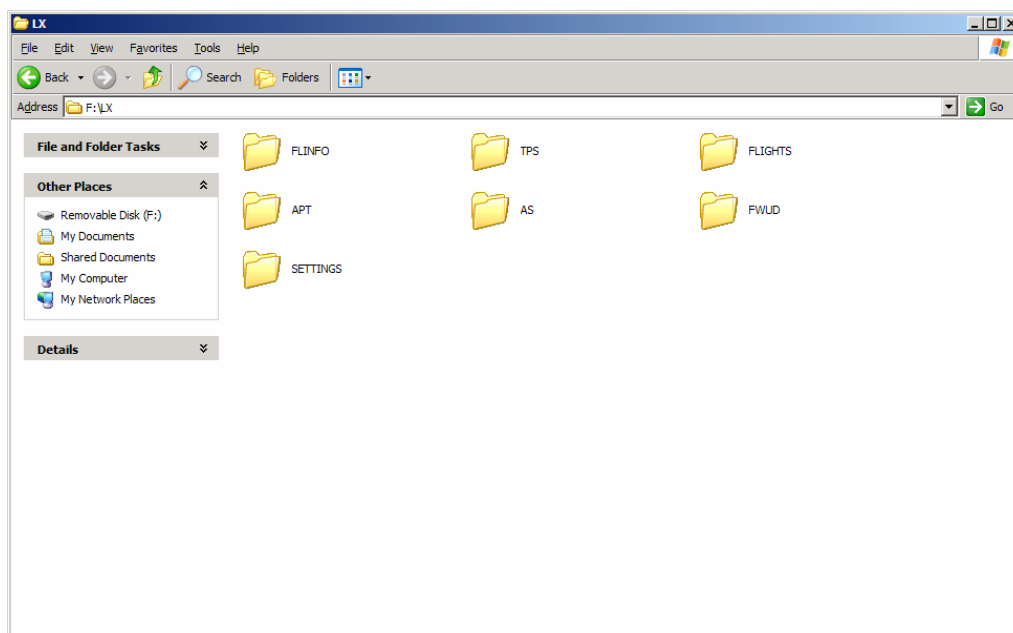 LX
File Edit View Favorites Tools Help
Back Search Folders
Address F:\LX Go
File and Folder Tasks
Other Places
Removable Disk (F:)
My Documents
Shared Documents
My Computer
My Network Places
Details
FLINFO TPS FLIGHTS
APT AS FWUD
SETTINGS